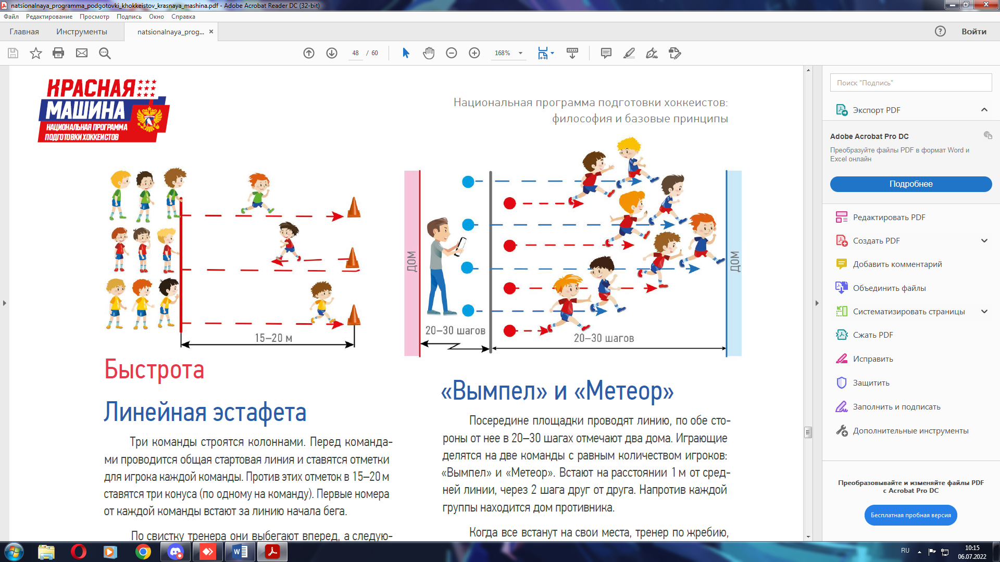 natsionalnaya_programma_podgotovki_khokkeistov_krasnaya_mashina.pdf - Adobe Acrobat Reader DC (32-bit)
Файл Редактирование Просмотр Подпись Окно Справка
Главная Инструменты natsionalnaya_prog... × Войти
48 / 60 168%
КРАСНАЯ
МАШИНА
НАЦИОНАЛЬНАЯ ПРОГРАММА
ПОДГОТОВКИ ХОККЕИСТОВ
Национальная программа подготовки хоккеистов:
философия и базовые принципы
15–20 м
ДОМ
20–30 шагов
20–30 шагов
ДОМ
Быстрота
Линейная эстафета
Три команды строятся колоннами. Перед команда-
ми проводится общая стартовая линия и ставятся отметки
для игрока каждой команды. Против этих отметок в 15–20 м
ставятся три конуса (по одному на команду). Первые номера
от каждой команды встают за линию начала бега.
По свистку тренера они выбегают вперед, а следую-
«Вымпел» и «Метеор»
Посередине площадки проводят линию, по обе сто-
роны от нее в 20–30 шагах отмечают два дома. Играющие
делятся на две команды с равным количеством игроков:
«Вымпел» и «Метеор». Встают на расстоянии 1 м от сред-
ней линии, через 2 шага друг от друга. Напротив каждой
группы находится дом противника.
Когда все встанут на свои места, тренер по жребию,
Поиск "Подпись"
Экспорт PDF
Adobe Acrobat Pro DC
Преобразуйте файлы PDF в формат Word и
Excel онлайн
Подробнее
Редактировать PDF
Создать PDF
Добавить комментарий
Объединить файлы
Систематизировать страницы
Сжать PDF
Исправить
Защитить
Заполнить и подписать
Дополнительные инструменты
Преобразовывайте и изменяйте файлы PDF
с Acrobat Pro DC
Бесплатная пробная версия
RU
10:15
06.07.2022